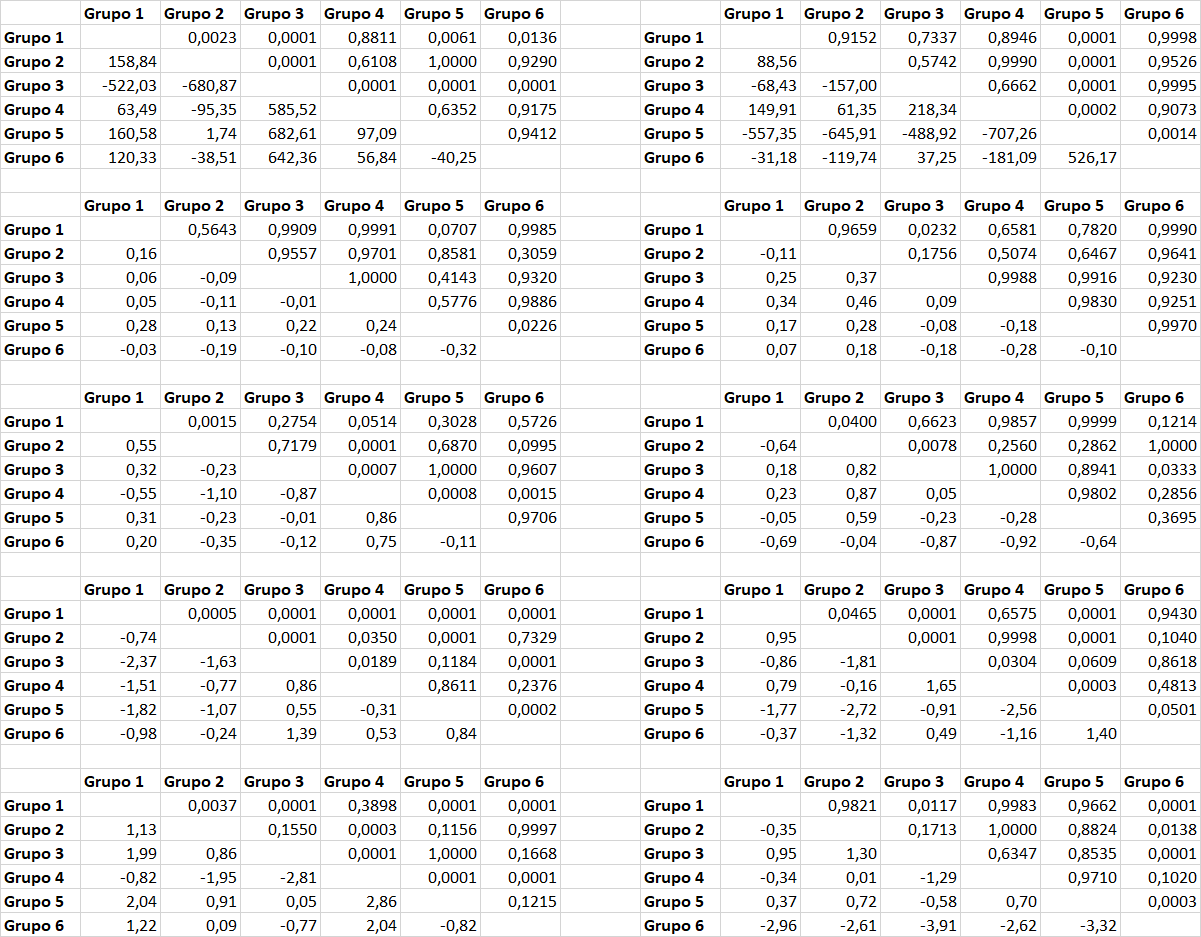 Grupo 1 Grupo 2 Grupo 3 Grupo 4 Grupo 5 Grupo 6 Grupo 1 Grupo 2 Grupo 3 Grupo 4 Grupo 5 Grupo 6
Grupo 1 0,0023 0,0001 0,8811 0,0061 0,0136 Grupo 1 0,9152 0,7337 0,8946 0,0001 0,9998
Grupo 2 158,84 0,0001 0,6108 1,0000 0,9290 Grupo 2 88,56 0,5742 0,9990 0,0001 0,9526
Grupo 3 -522,03 -680,87 0,0001 0,0001 0,0001 Grupo 3 -68,43 -157,00 0,6662 0,0001 0,9995
Grupo 4 63,49 -95,35 585,52 0,6352 0,9175 Grupo 4 149,91 61,35 218,34 0,0002 0,9073
Grupo 5 160,58 1,74 682,61 97,09 0,9412 Grupo 5 -557,35 -645,91 -488,92 -707,26 0,0014
Grupo 6 120,33 -38,51 642,36 56,84 -40,25 Grupo 6 -31,18 -119,74 37,25 -181,09 526,17
Grupo 1 Grupo 2 Grupo 3 Grupo 4 Grupo 5 Grupo 6 Grupo 1 Grupo 2 Grupo 3 Grupo 4 Grupo 5 Grupo 6
Grupo 1 0,5643 0,9909 0,9991 0,0707 0,9985 Grupo 1 0,9659 0,0232 0,6581 0,7820 0,9990
Grupo 2 0,16 0,9557 0,9701 0,8581 0,3059 Grupo 2 -0,11 0,1756 0,5074 0,6467 0,9641
Grupo 3 0,06 -0,09 1,0000 0,4143 0,9320 Grupo 3 0,25 0,37 0,9988 0,9916 0,9230
Grupo 4 0,05 -0,11 -0,01 0,5776 0,9886 Grupo 4 0,34 0,46 0,09 0,9830 0,9251
Grupo 5 0,28 0,13 0,22 0,24 0,0226 Grupo 5 0,17 0,28 -0,08 -0,18 0,9970
Grupo 6 -0,03 -0,19 -0,10 -0,08 -0,32 Grupo 6 0,07 0,18 -0,18 -0,28 -0,10
Grupo 1 Grupo 2 Grupo 3 Grupo 4 Grupo 5 Grupo 6 Grupo 1 Grupo 2 Grupo 3 Grupo 4 Grupo 5 Grupo 6
Grupo 1 0,0015 0,2754 0,0514 0,3028 0,5726 Grupo 1 0,0400 0,6623 0,9857 0,9999 0,1214
Grupo 2 0,55 0,7179 0,0001 0,6870 0,0995 Grupo 2 -0,64 0,0078 0,2560 0,2862 1,0000
Grupo 3 0,32 -0,23 0,0007 1,0000 0,9607 Grupo 3 0,18 0,82 1,0000 0,8941 0,0333
Grupo 4 -0,55 -1,10 -0,87 0,0008 0,0015 Grupo 4 0,23 0,87 0,05 0,9802 0,2856
Grupo 5 0,31 -0,23 -0,01 0,86 0,9706 Grupo 5 -0,05 0,59 -0,23 -0,28 0,3695
Grupo 6 0,20 -0,35 -0,12 0,75 -0,11 Grupo 6 -0,69 -0,04 -0,87 -0,92 -0,64
Grupo 1 Grupo 2 Grupo 3 Grupo 4 Grupo 5 Grupo 6 Grupo 1 Grupo 2 Grupo 3 Grupo 4 Grupo 5 Grupo 6
Grupo 1 0,0005 0,0001 0,0001 0,0001 0,0001 Grupo 1 0,0465 0,0001 0,6575 0,0001 0,9430
Grupo 2 -0,74 0,0001 0,0350 0,0001 0,7329 Grupo 2 0,95 0,0001 0,9998 0,0001 0,1040
Grupo 3 -2,37 -1,63 0,0189 0,1184 0,0001 Grupo 3 -0,86 -1,81 0,0304 0,0609 0,8618
Grupo 4 -1,51 -0,77 0,86 0,8611 0,2376 Grupo 4 0,79 -0,16 1,65 0,0003 0,4813
Grupo 5 -1,82 -1,07 0,55 -0,31 0,0002 Grupo 5 -1,77 -2,72 -0,91 -2,56 0,0501
Grupo 6 -0,98 -0,24 1,39 0,53 0,84 Grupo 6 -0,37 -1,32 0,49 -1,16 1,40
Grupo 1 Grupo 2 Grupo 3 Grupo 4 Grupo 5 Grupo 6 Grupo 1 Grupo 2 Grupo 3 Grupo 4 Grupo 5 Grupo 6
Grupo 1 0,0037 0,0001 0,3898 0,0001 0,0001 Grupo 1 0,9821 0,0117 0,9983 0,9662 0,0001
Grupo 2 1,13 0,1550 0,0003 0,1156 0,9997 Grupo 2 -0,35 0,1713 1,0000 0,8824 0,0138
Grupo 3 1,99 0,86 0,0001 1,0000 0,1668 Grupo 3 0,95 1,30 0,6347 0,8535 0,0001
Grupo 4 -0,82 -1,95 -2,81 0,0001 0,0001 Grupo 4 -0,34 0,01 -1,29 0,9710 0,1020
Grupo 5 2,04 0,91 0,05 2,86 0,1215 Grupo 5 0,37 0,72 -0,58 0,70 0,0003
Grupo 6 1,22 0,09 -0,77 2,04 -0,82 Grupo 6 -2,96 -2,61 -3,91 -2,62 -3,32